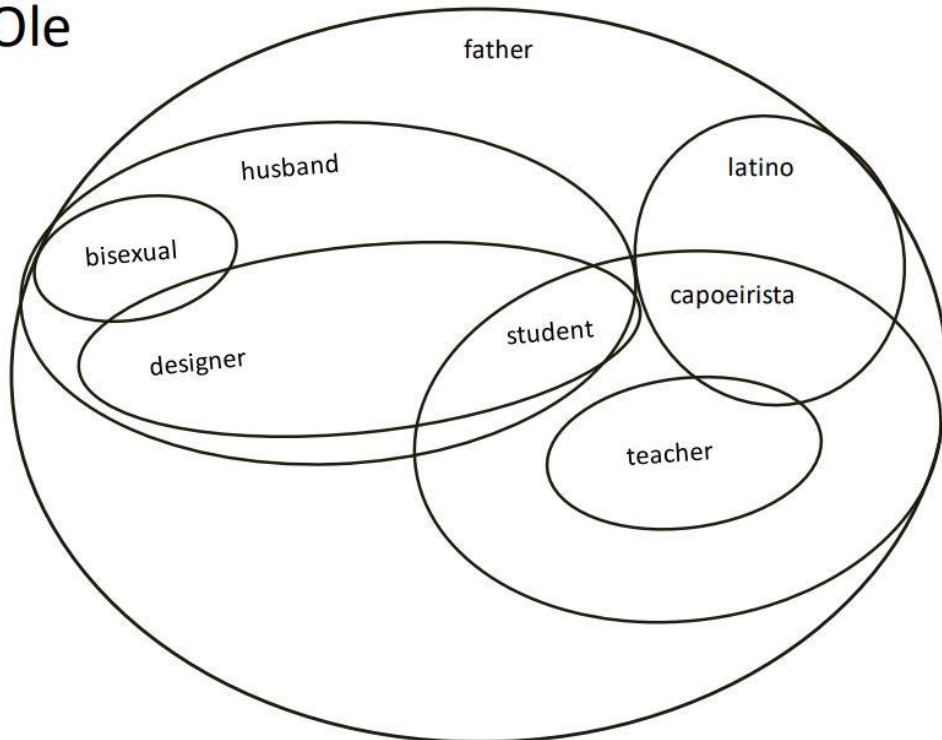 Ole
father
husband
latino
bisexual
capoeirista
student
designer
teacher